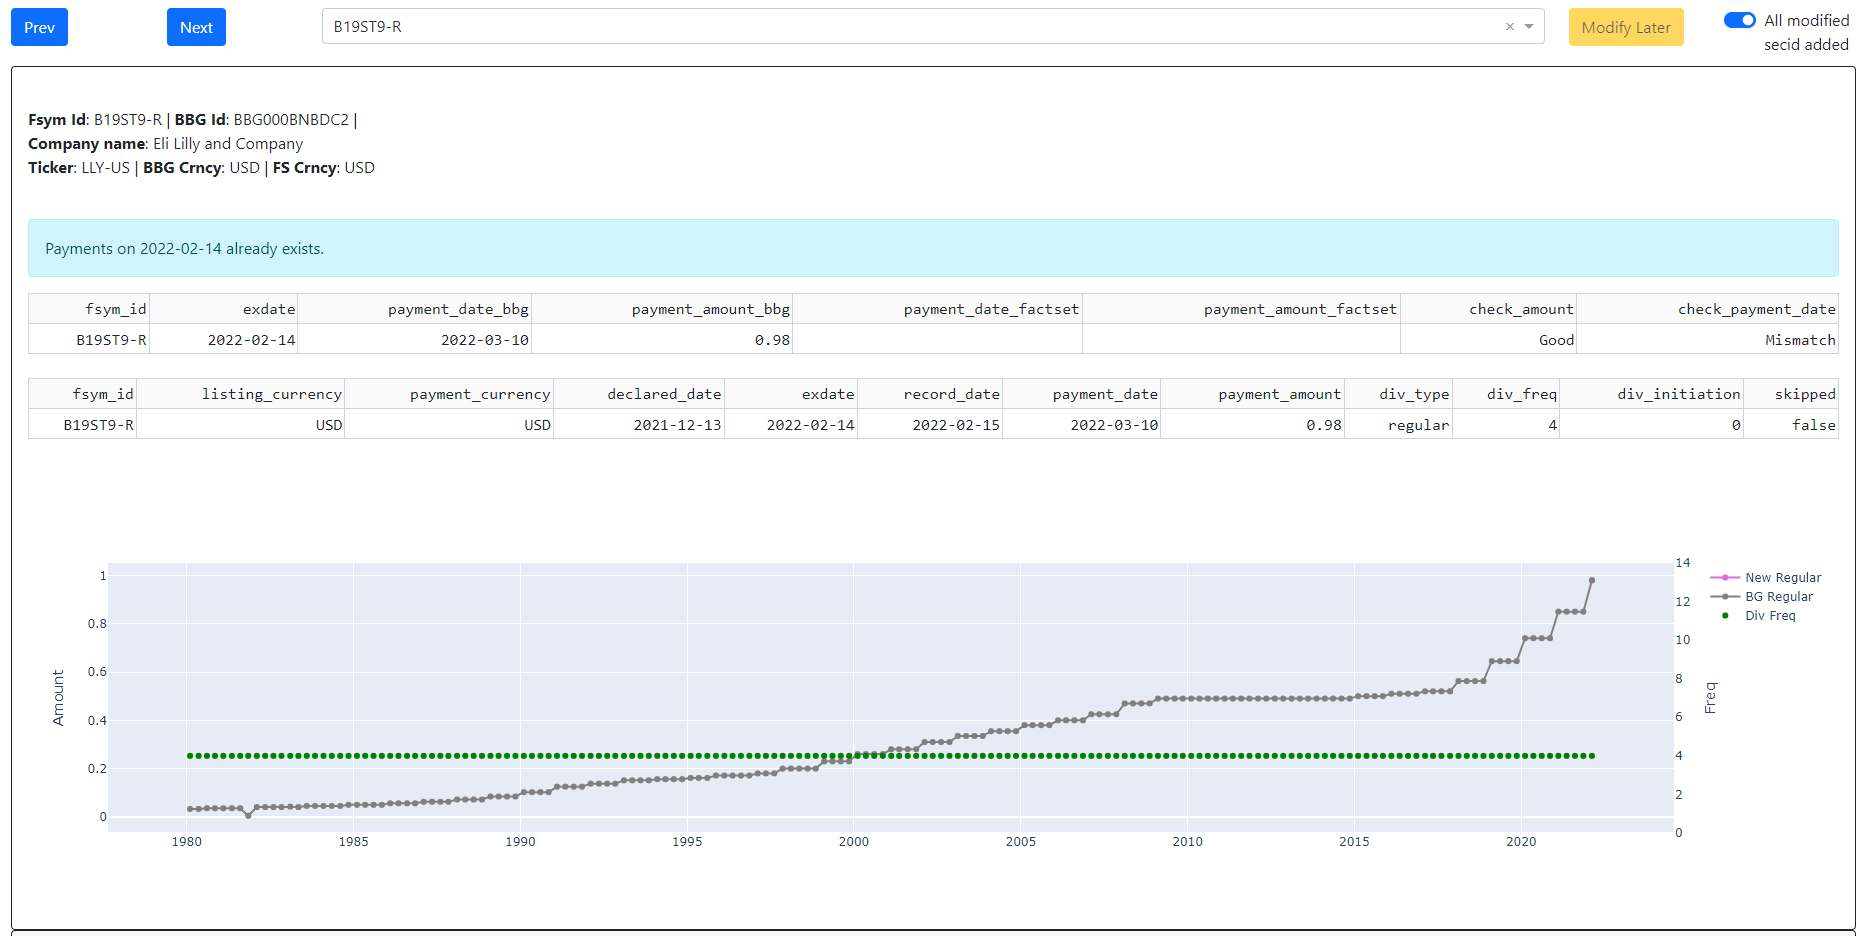 Prev
Next
B19ST9-R
×
Modify Later
All modified
secid added
Fsym Id: B19ST9-R | BBG Id: BBG000BNBDC2 |
Company name: Eli Lilly and Company
Ticker: LLY-US | BBG Crncy: USD | FS Crncy: USD
Payments on 2022-02-14 already exists.
fsym_id exdate payment_date_bbg payment_amount_bbg payment_date_factset payment_amount_factset check_amount check_payment_date
B19ST9-R 2022-02-14 2022-03-10 0.98 Good Mismatch
fsym_id listing_currency payment_currency declared_date exdate record_date payment_date payment_amount div_type div_freq div_initiation skipped
B19ST9-R USD USD 2021-12-13 2022-02-14 2022-02-15 2022-03-10 0.98 regular 4 0 false
Amount
1
0.8
0.6
0.4
0.2
0
1980 1985 1990 1995 2000 2005 2010 2015 2020
14
12
10
8
6
4
2
0
Freq
New Regular
BG Regular
Div Freq